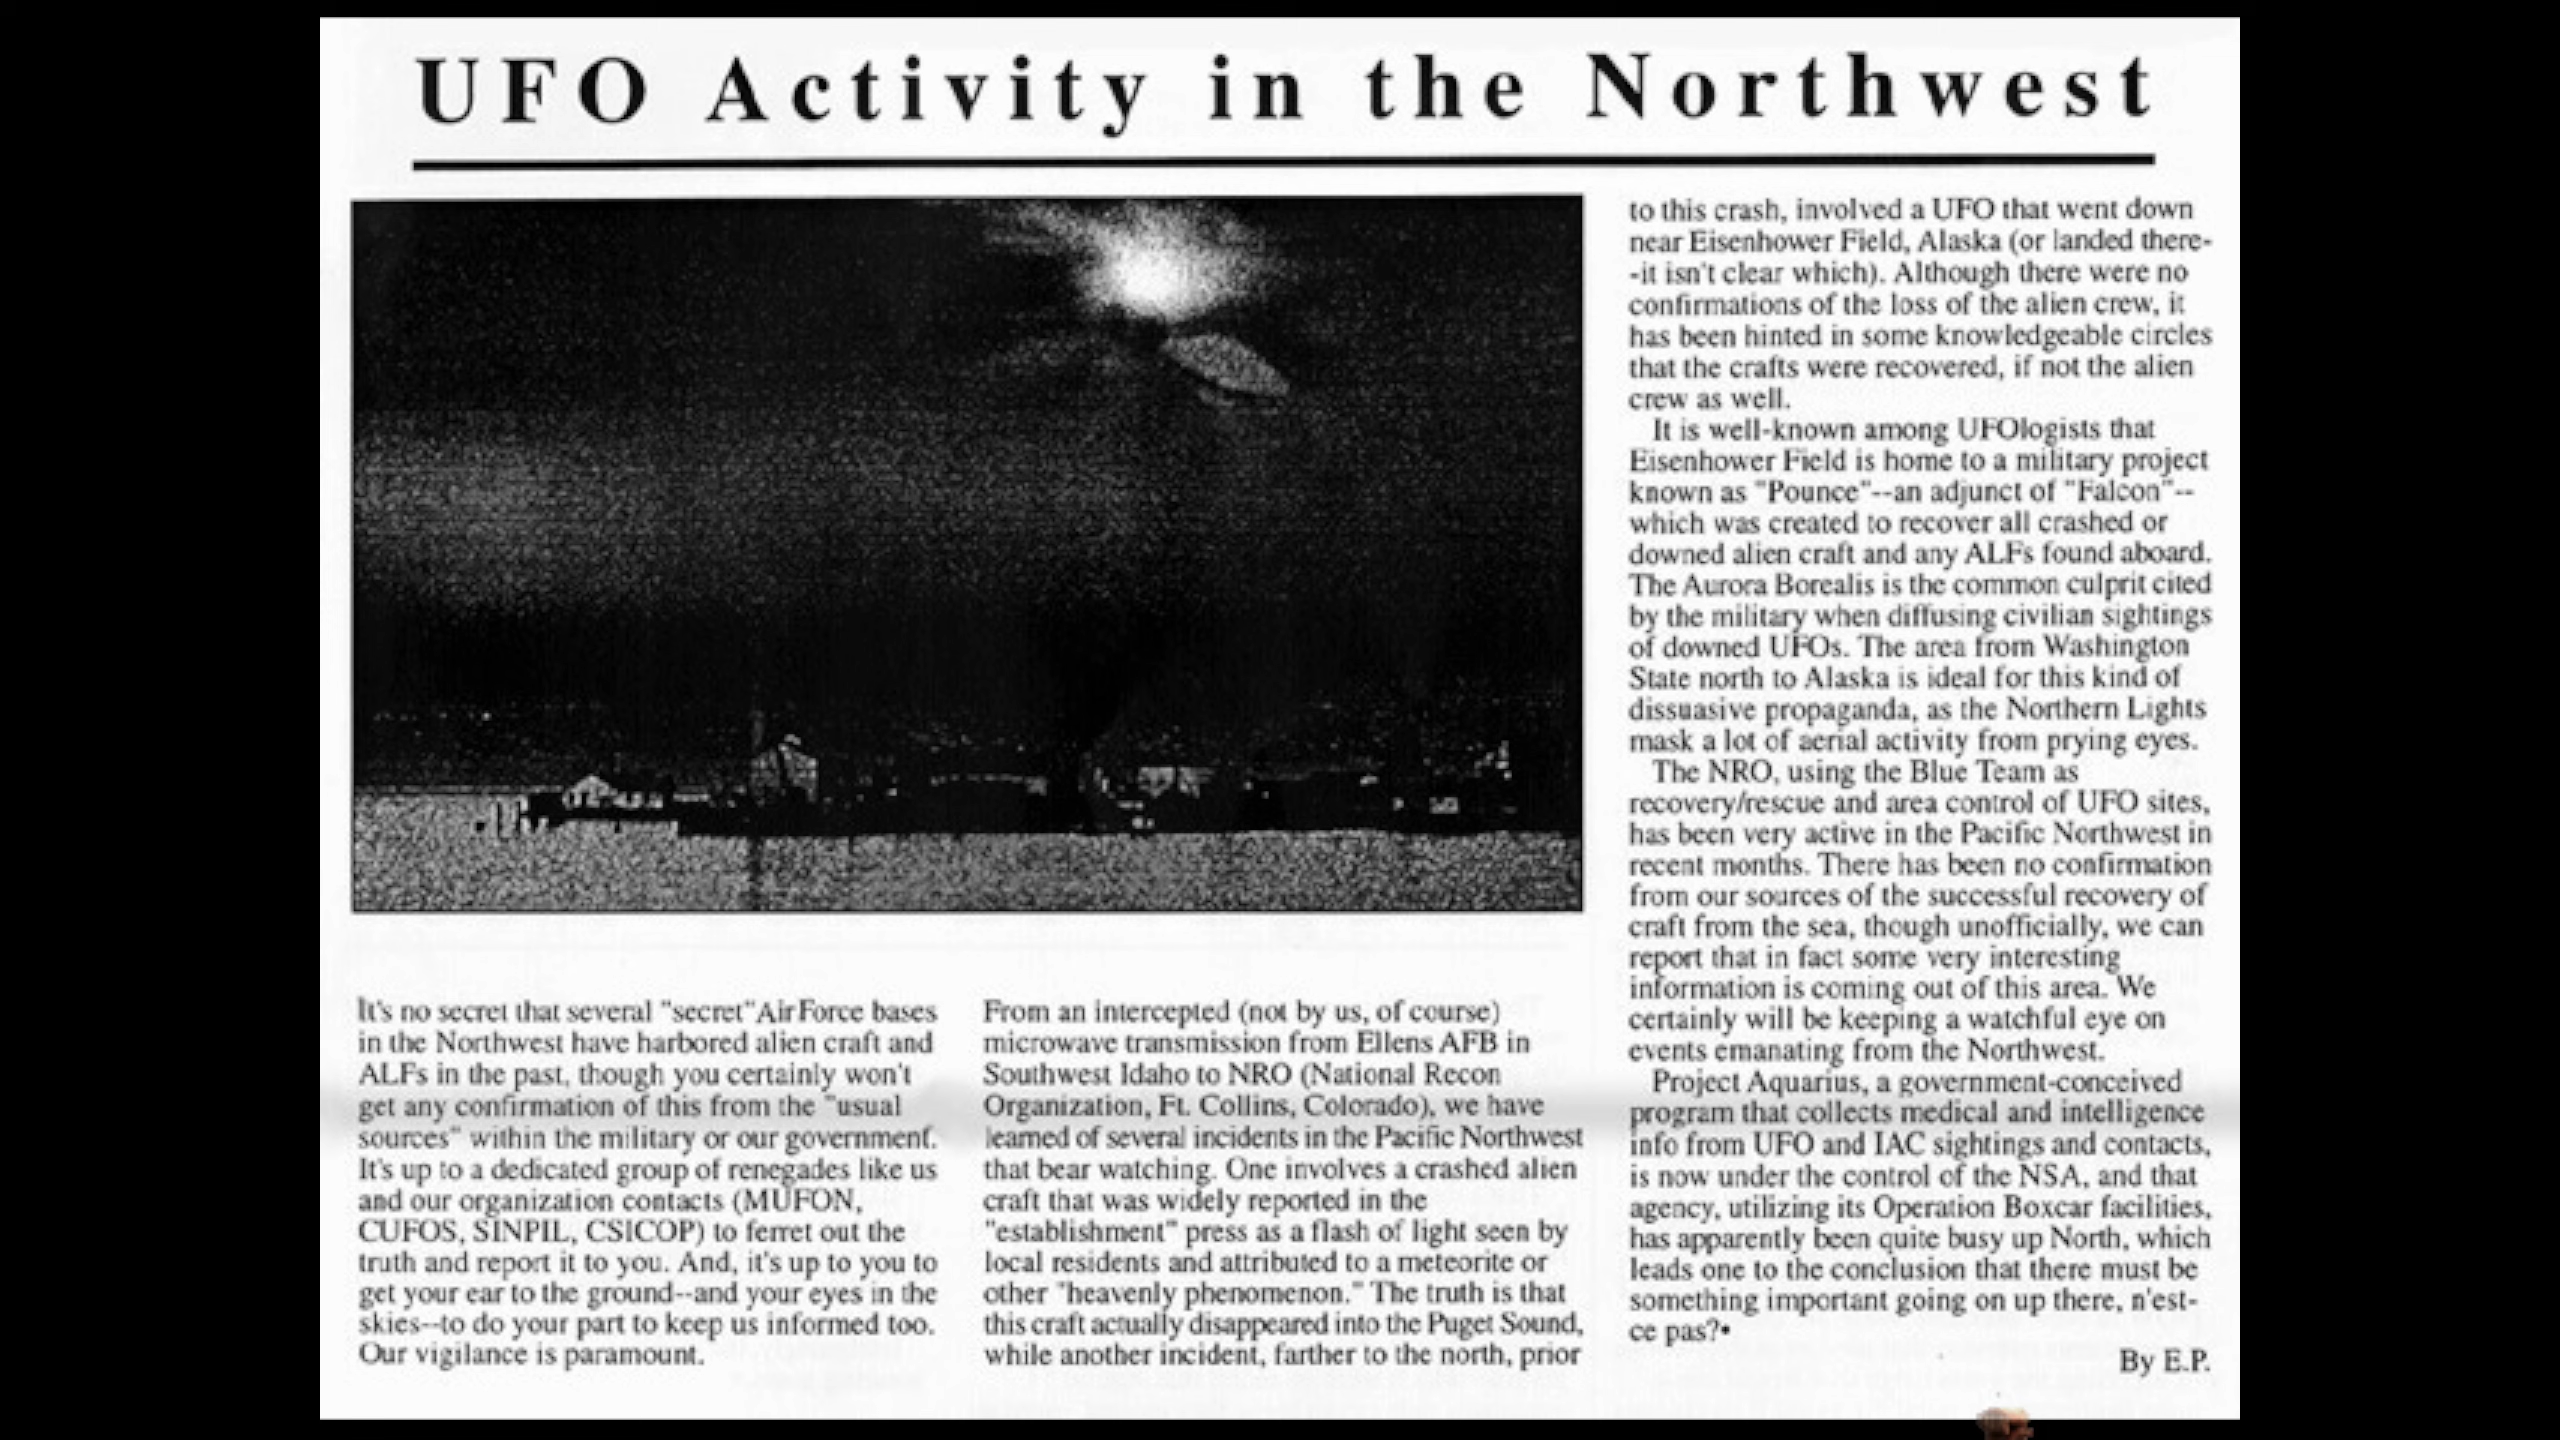 UFO Activity in the Northwest
It's no secret that several "secret" Air Force bases
in the Northwest have harbored alien craft and
ALFs in the past, though you certainly won't
get any confirmation of this from the "usual
sources" within the military or our government.
It's up to a dedicated group of renegades like us
and our organization contacts (MUFON,
CUFOS, SINPIL, CSICOP) to ferret out the
truth and report it to you. And, it's up to you to
get your ear to the ground--and your eyes in the
skies--to do your part to keep us informed too.
Our vigilance is paramount.
From an intercepted (not by us, of course)
microwave transmission from Ellens AFB in
Southwest Idaho to NRO (National Recon
Organization, Ft. Collins, Colorado), we have
learned of several incidents in the Pacific Northwest
that bear watching. One involves a crashed alien
craft that was widely reported in the
"establishment" press as a flash of light seen by
local residents and attributed to a meteorite or
other "heavenly phenomenon." The truth is that
this craft actually disappeared into the Puget Sound,
while another incident, farther to the north, prior
to this crash, involved a UFO that went down
near Eisenhower Field, Alaska (or landed there-
-it isn't clear which). Although there were no
confirmations of the loss of the alien crew, it
has been hinted in some knowledgeable circles
that the crafts were recovered, if not the alien
crew as well.
It is well-known among UFOlogists that
Eisenhower Field is home to a military project
known as "Pounce"--an adjunct of "Falcon"--
which was created to recover all crashed or
downed alien craft and any ALFs found aboard.
The Aurora Borealis is the common culprit cited
by the military when diffusing civilian sightings
of downed UFOs. The area from Washington
State north to Alaska is ideal for this kind of
dissuasive propaganda, as the Northern Lights
mask a lot of aerial activity from prying eyes.
The NRO, using the Blue Team as
recovery/rescue and area control of UFO sites,
has been very active in the Pacific Northwest in
recent months. There has been no confirmation
from our sources of the successful recovery of
craft from the sea, though unofficially, we can
report that in fact some very interesting
information is coming out of this area. We
certainly will be keeping a watchful eye on
events emanating from the Northwest.
Project Aquarius, a government-conceived
program that collects medical and intelligence
info from UFO and IAC sightings and contacts,
is now under the control of the NSA, and that
agency, utilizing its Operation Boxcar facilities,
has apparently been quite busy up North, which
leads one to the conclusion that there must be
something important going on up there, n'est-
ce pas?•
By E.P.